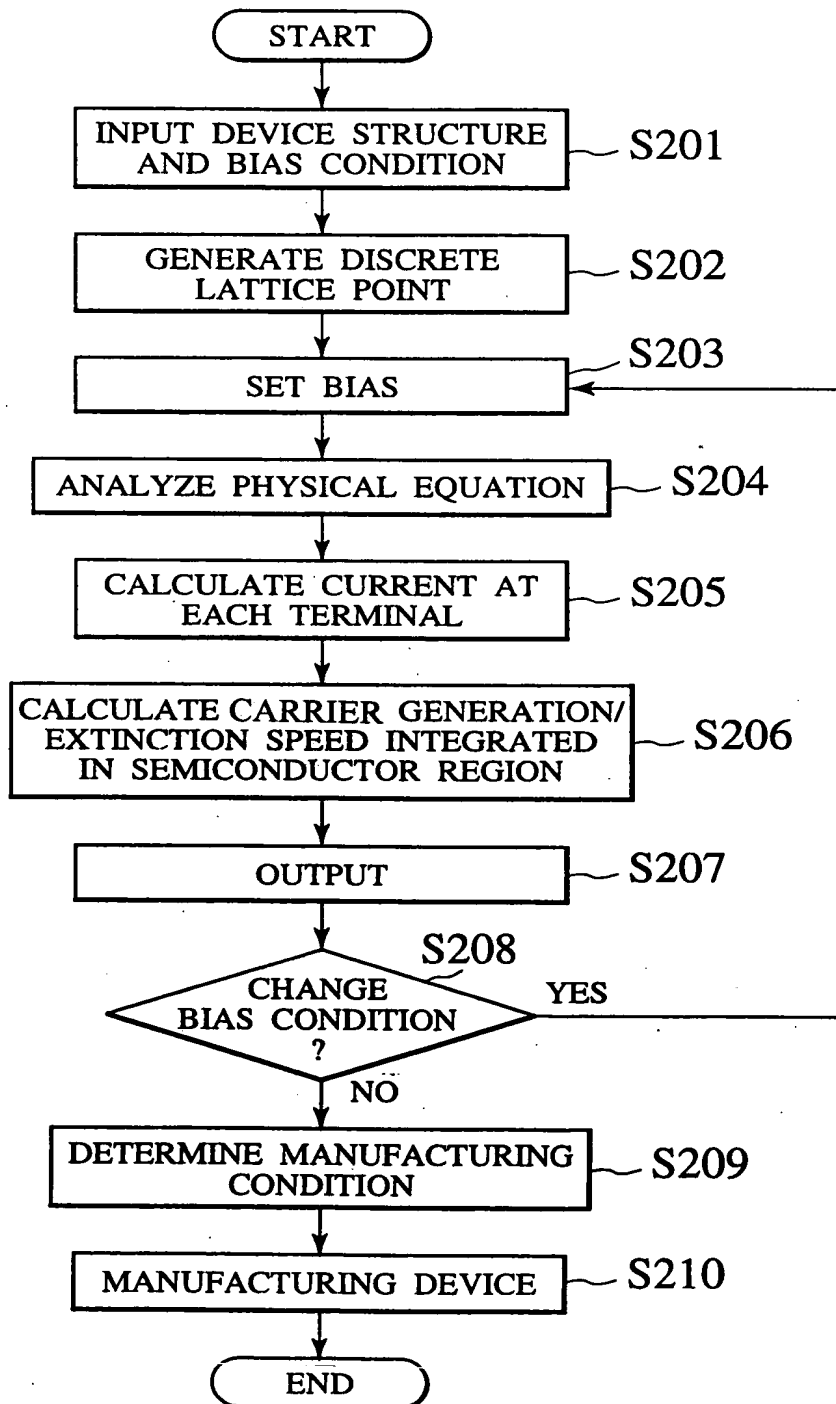 START
INPUT DEVICE STRUCTURE
AND BIAS CONDITION
S201
GENERATE DISCRETE
LATTICE POINT
S202
SET BIAS
S203
ANALYZE PHYSICAL EQUATION
S204
CALCULATE CURRENT AT
EACH TERMINAL
S205
CALCULATE CARRIER GENERATION/
EXTINCTION SPEED INTEGRATED
IN SEMICONDUCTOR REGION
S206
OUTPUT
S207
S208
CHANGE
BIAS CONDITION
?
YES
NO
DETERMINE MANUFACTURING
CONDITION
S209
MANUFACTURING DEVICE
S210
END